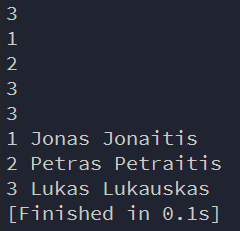 3
1
2
3
3
1 Jonas Jonaitis
2 Petras Petraitis
3 Lukas Lukauskas
[Finished in 0.1s]